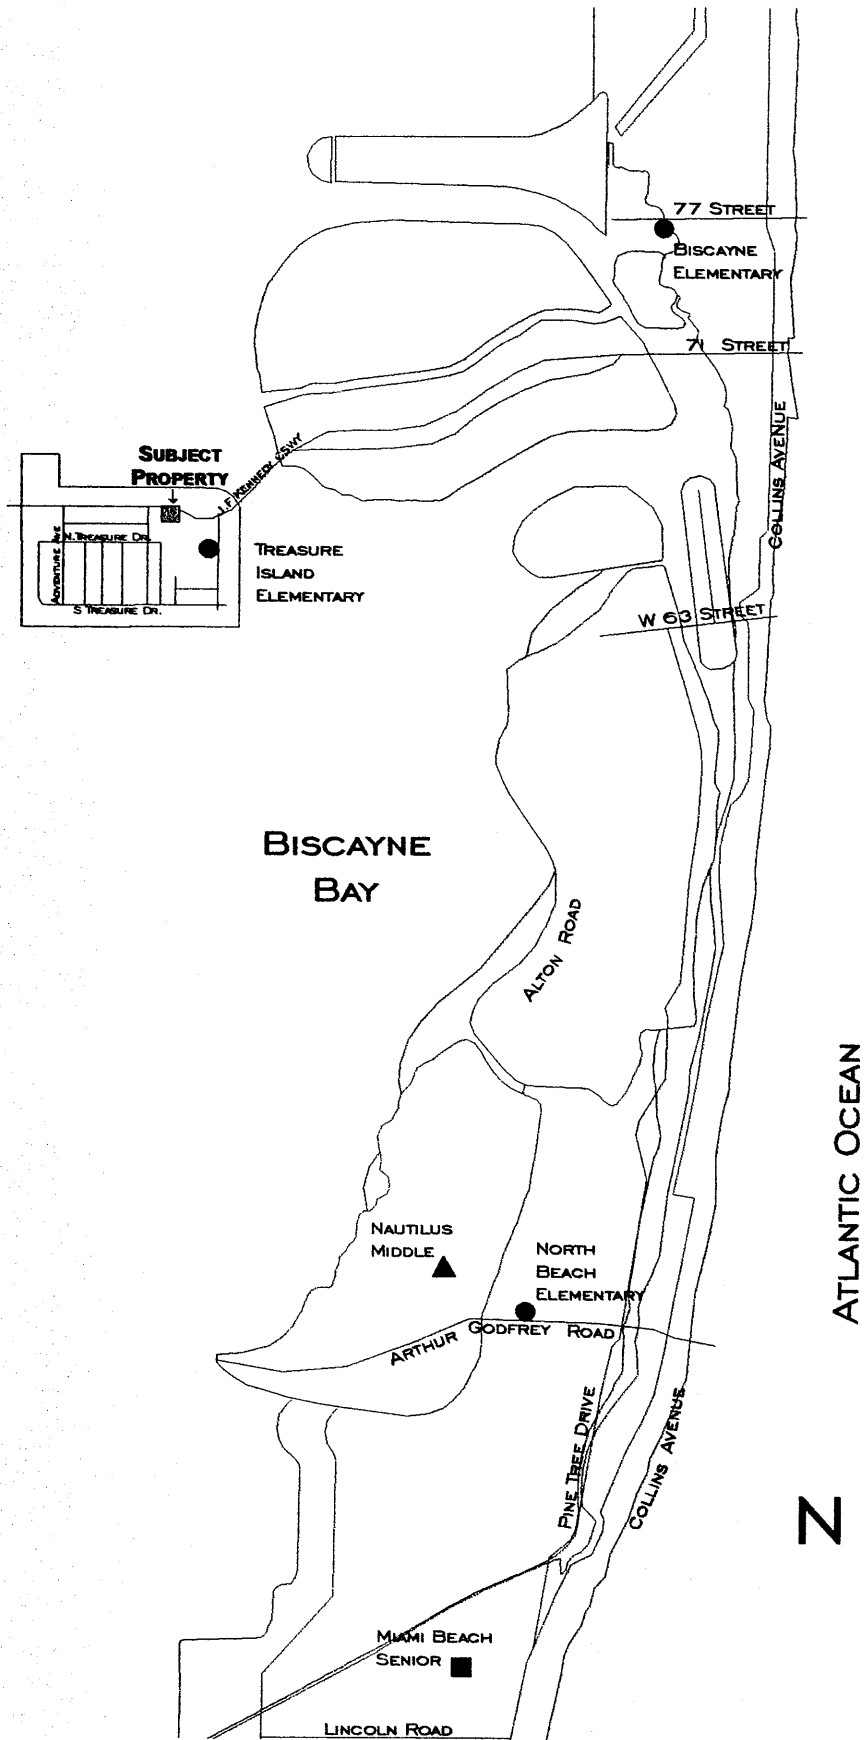 77 STREET
BISCAYNE
ELEMENTARY
71 STREET
COLLINS AVENUE
SUBJECT
PROPERTY
J.F. KENNEDY CSWY
N. TREASURE DR.
ADVENTURE AVE
S TREASURE DR.
TREASURE
ISLAND
ELEMENTARY
W 63 STREET
BISCAYNE
BAY
ALTON ROAD
ATLANTIC OCEAN
NAUTILUS
MIDDLE
NORTH
BEACH
ELEMENTARY
ARTHUR GODFREY ROAD
PINE TREE DRIVE
COLLINS AVENUE
N
MIAMI BEACH
SENIOR
LINCOLN ROAD